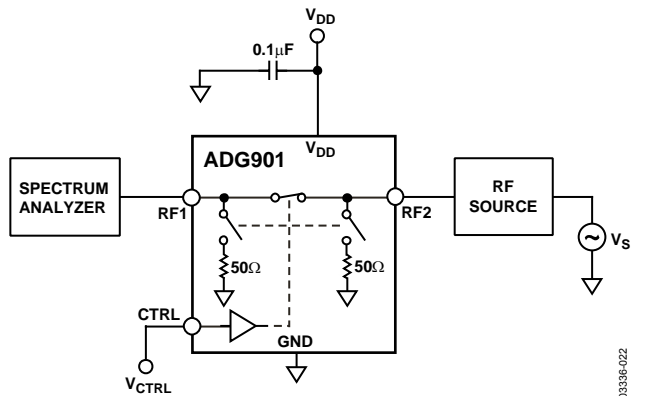 VDD
0.1µF
VDD
ADG901
SPECTRUM
ANALYZER
RF1
RF2
RF
SOURCE
VS
~
50Ω
50Ω
CTRL
GND
VCTRL
03336-022